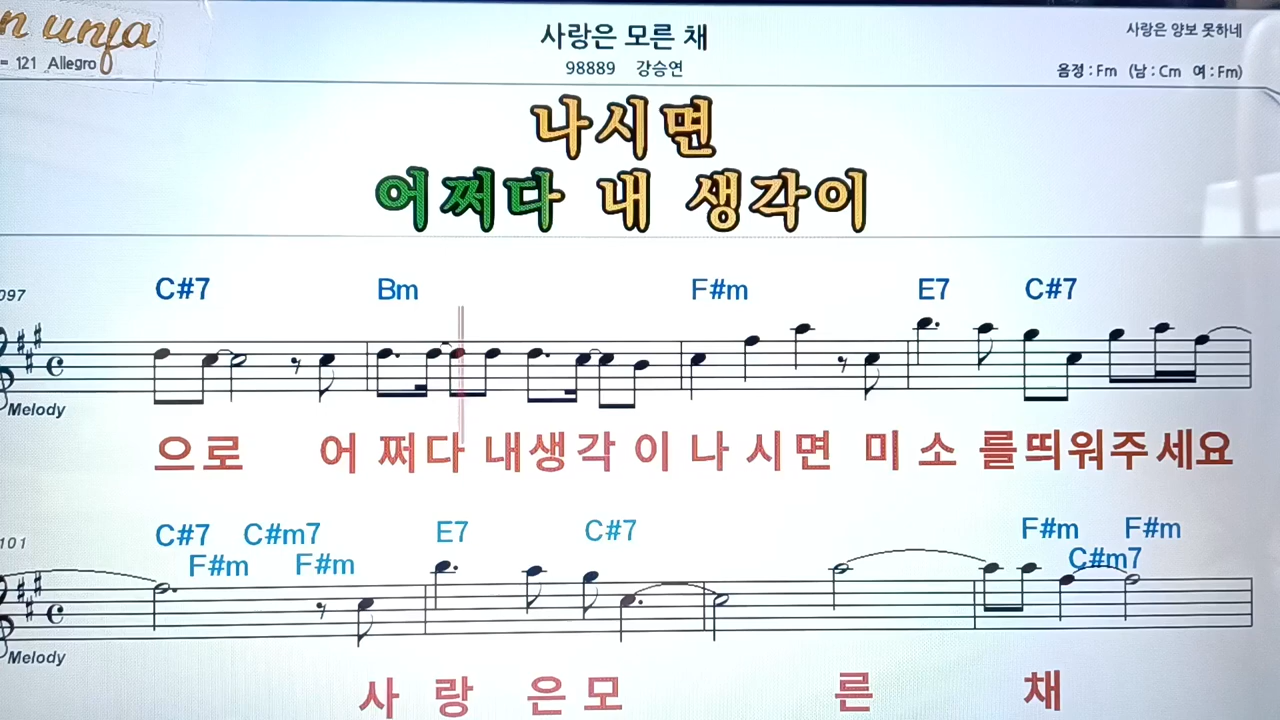 n unfa
= 121 Allegro
사랑은 모른 채
98889 강승연
사랑은 양보 못하네
음정 : Fm (남 : Cm 여 : Fm)
나시면
어쩌다 내 생각이
097
C#7 Bm F#m E7 C#7
Melody
으로 어 쩌다 내생각 이 나 시면 미 소 를띄워주세요
101
C#7 C#m7 E7 C#7 F#m F#m
F#m F#m C#m7
Melody
사 랑 은모 른 채